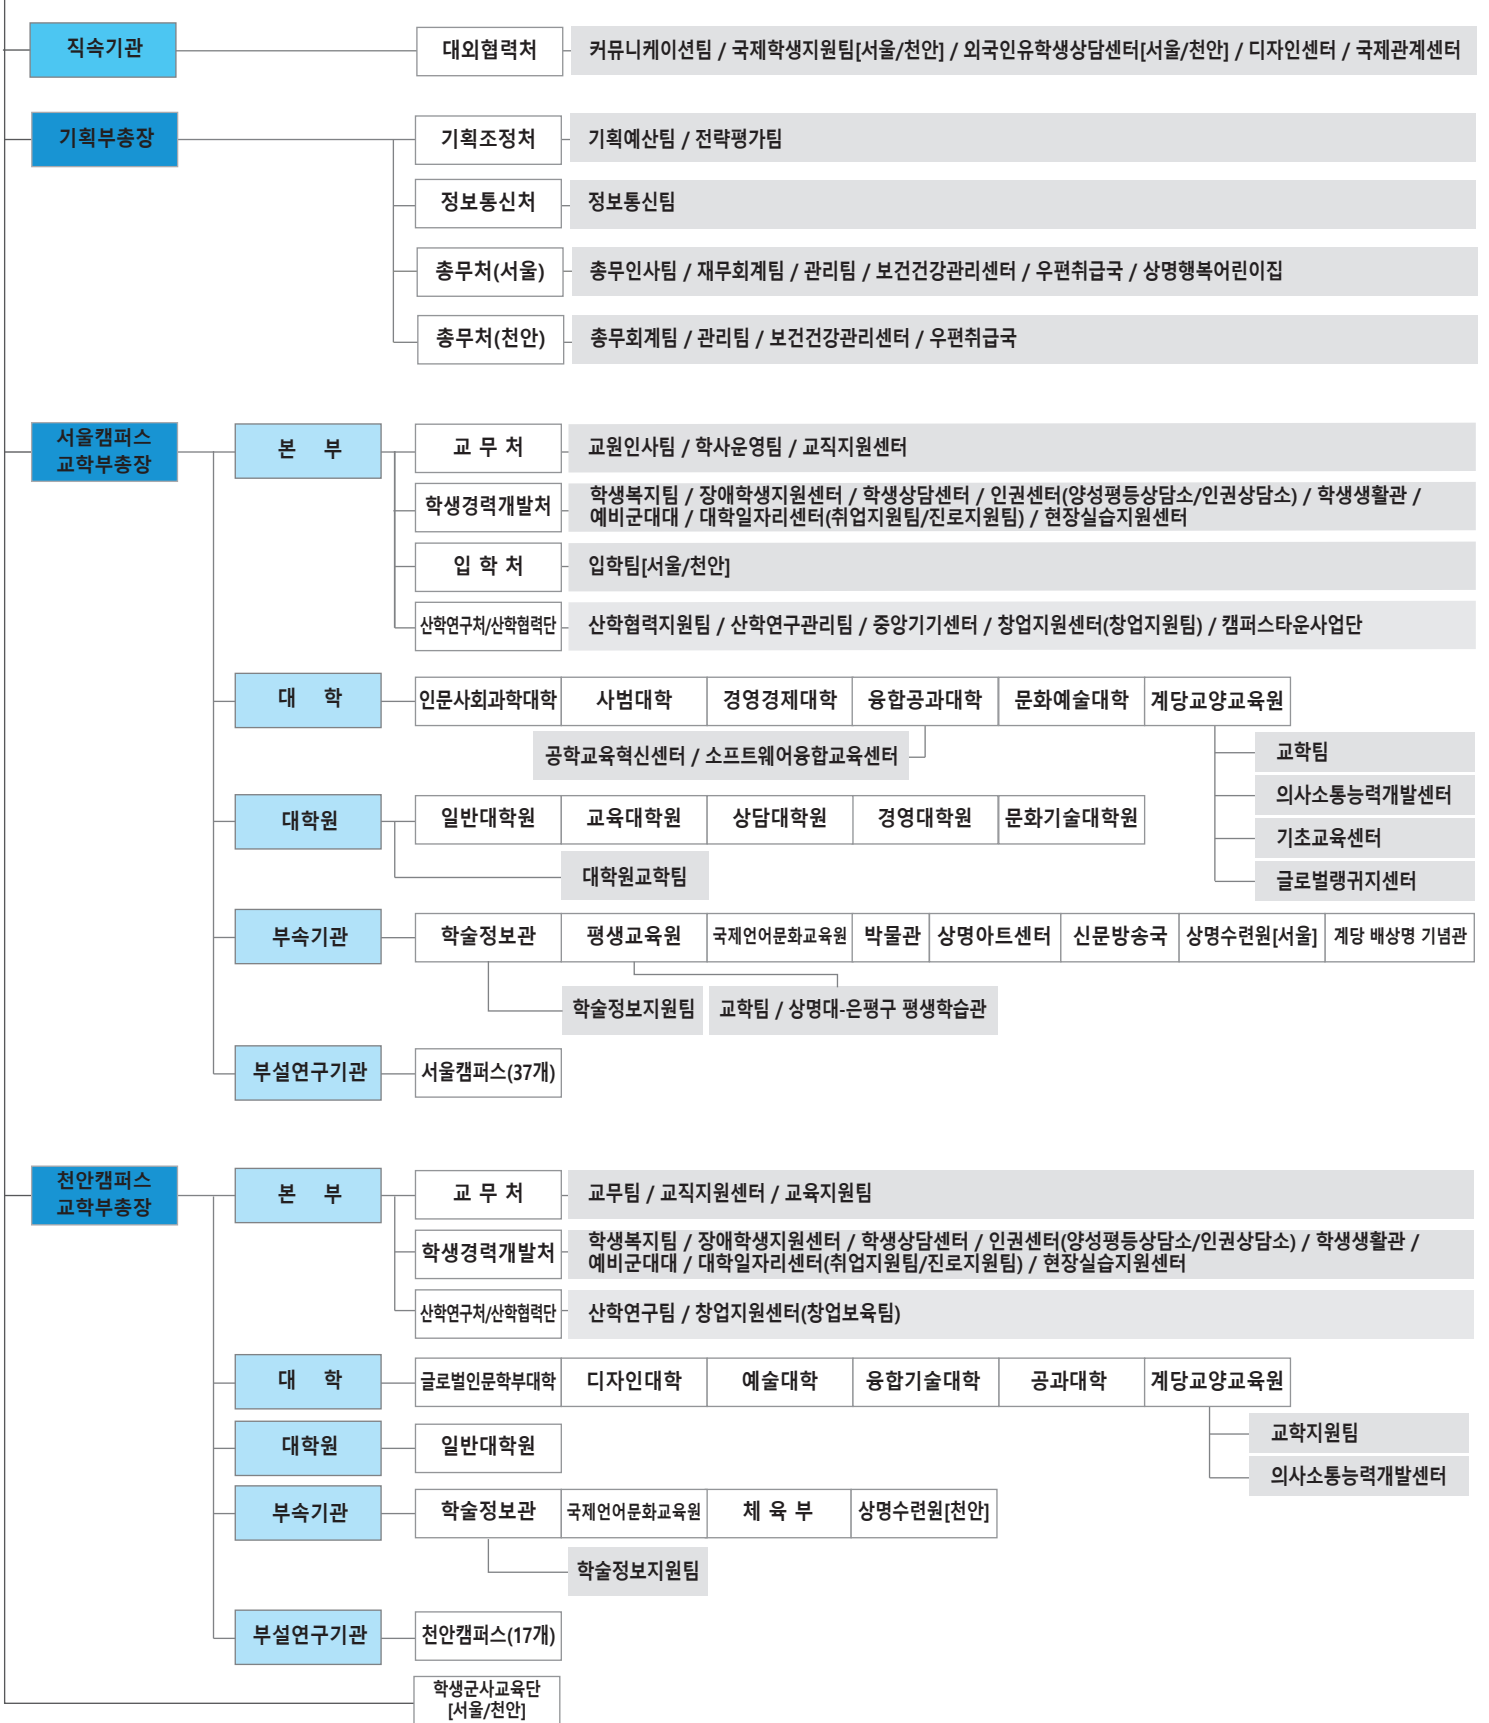 직속기관
대외협력처
커뮤니케이션팀 / 국제학생지원팀[서울/천안] / 외국인유학생상담센터[서울/천안] / 디자인센터 / 국제관계센터
기획부총장
기획조정처
기획예산팀 / 전략평가팀
정보통신처
정보통신팀
총무처(서울)
총무인사팀 / 재무회계팀 / 관리팀 / 보건건강관리센터 / 우편취급국 / 상명행복어린이집
총무처(천안)
총무회계팀 / 관리팀 / 보건건강관리센터 / 우편취급국
서울캠퍼스
교학부총장
본 부
교 무 처
교원인사팀 / 학사운영팀 / 교직지원센터
학생경력개발처
학생복지팀 / 장애학생지원센터 / 학생상담센터 / 인권센터(양성평등상담소/인권상담소) / 학생생활관 /
예비군대대 / 대학일자리센터(취업지원팀/진로지원팀) / 현장실습지원센터
입 학 처
입학팀[서울/천안]
산학연구처/산학협력단
산학협력지원팀 / 산학연구관리팀 / 중앙기기센터 / 창업지원센터(창업지원팀) / 캠퍼스타운사업단
대 학
인문사회과학대학
사범대학
경영경제대학
융합공과대학
문화예술대학
계당교양교육원
공학교육혁신센터 / 소프트웨어융합교육센터
교학팀
의사소통능력개발센터
기초교육센터
글로벌랭귀지센터
대학원
일반대학원
교육대학원
상담대학원
경영대학원
문화기술대학원
대학원교학팀
부속기관
학술정보관
평생교육원
국제언어문화교육원
박물관
상명아트센터
신문방송국
상명수련원[서울]
계당 배상명 기념관
학술정보지원팀
교학팀 / 상명대-은평구 평생학습관
부설연구기관
서울캠퍼스(37개)
천안캠퍼스
교학부총장
본 부
교 무 처
교무팀 / 교직지원센터 / 교육지원팀
학생경력개발처
학생복지팀 / 장애학생지원센터 / 학생상담센터 / 인권센터(양성평등상담소/인권상담소) / 학생생활관 /
예비군대대 / 대학일자리센터(취업지원팀/진로지원팀) / 현장실습지원센터
산학연구처/산학협력단
산학연구팀 / 창업지원센터(창업보육팀)
대 학
글로벌인문학부대학
디자인대학
예술대학
융합기술대학
공과대학
계당교양교육원
교학지원팀
의사소통능력개발센터
대학원
일반대학원
부속기관
학술정보관
국제언어문화교육원
체 육 부
상명수련원[천안]
학술정보지원팀
부설연구기관
천안캠퍼스(17개)
학생군사교육단
[서울/천안]